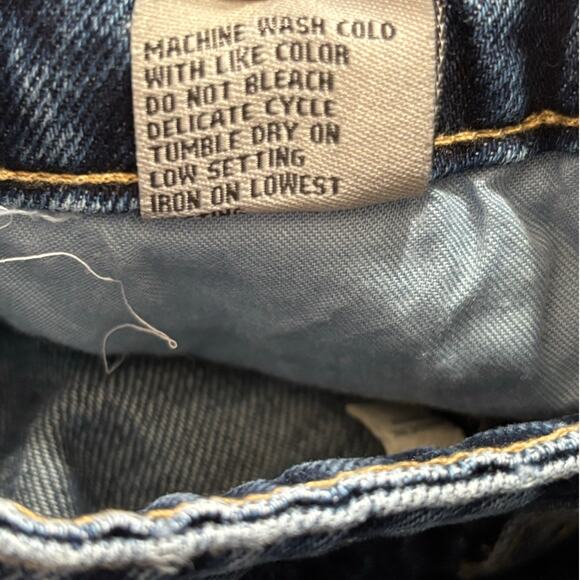 MACHINE WASH COLD
WITH LIKE COLOR
DO NOT BLEACH
DELICATE CYCLE
TUMBLE DRY ON
LOW SETTING
IRON ON LOWEST